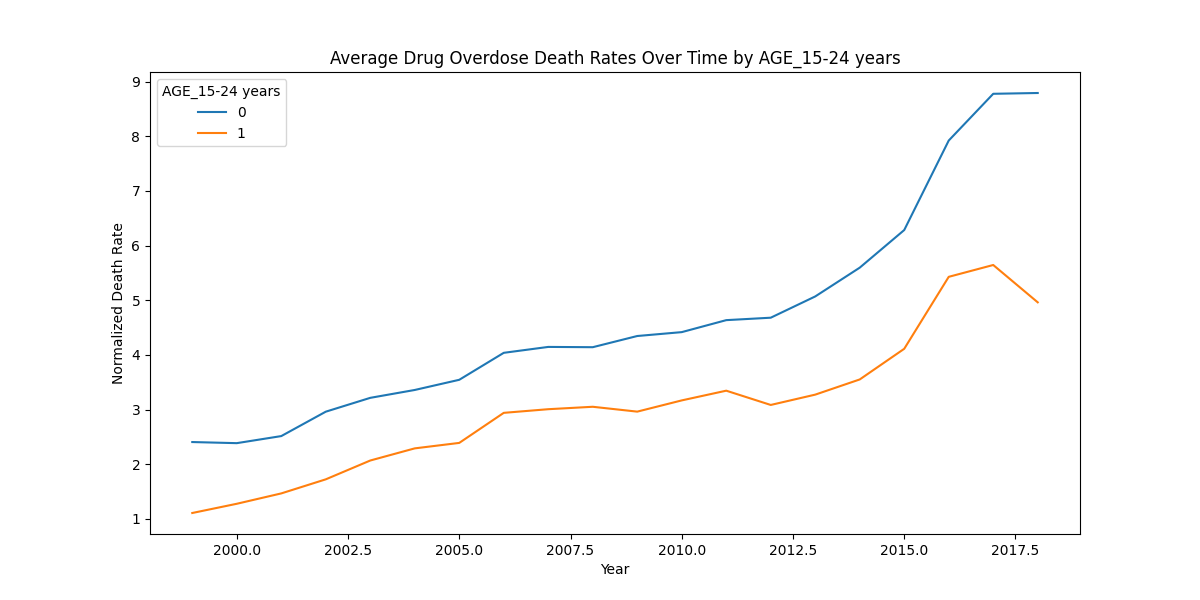 Average Drug Overdose Death Rates Over Time by AGE_15-24 years
AGE_15-24 years
0
1
Normalized Death Rate
9
8
7
6
5
4
3
2
1
2000.0 2002.5 2005.0 2007.5 2010.0 2012.5 2015.0 2017.5
Year